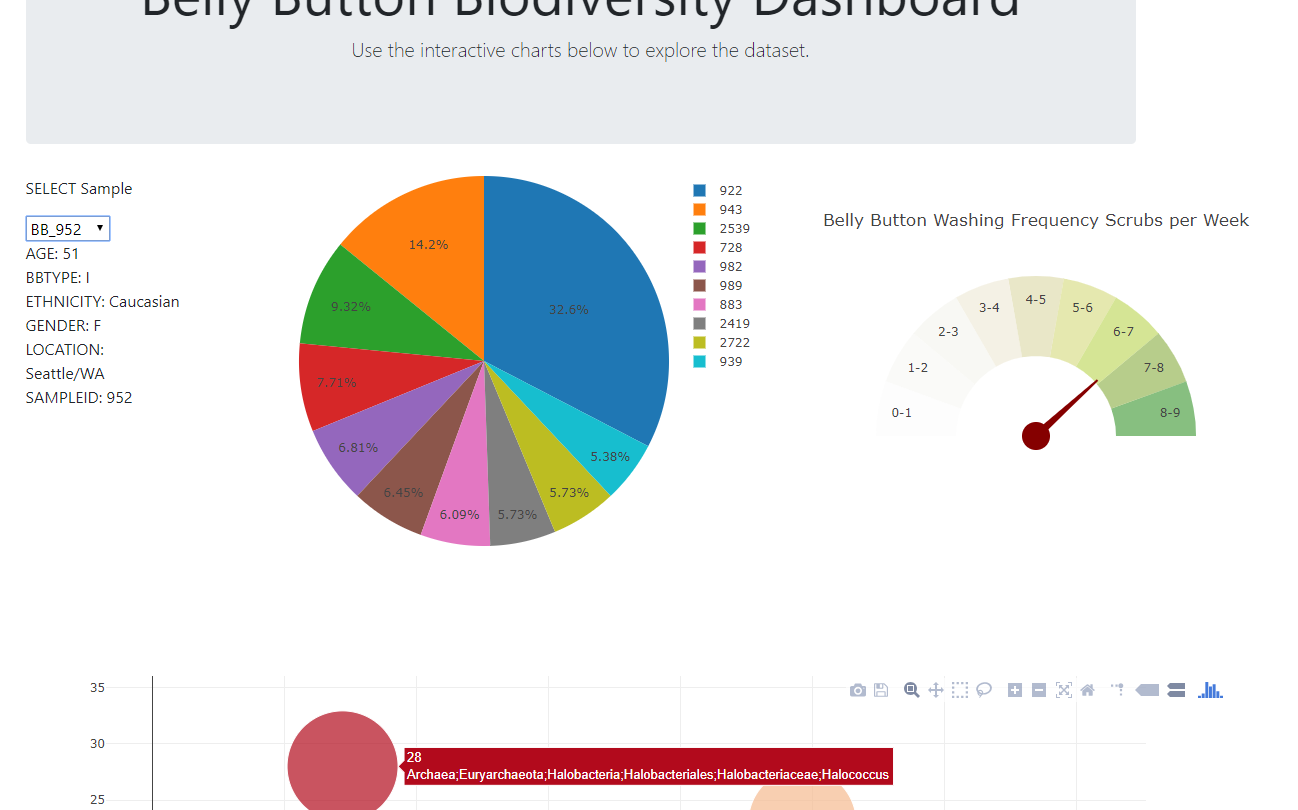 Belly Button Biodiversity Dashboard
Use the interactive charts below to explore the dataset.
SELECT Sample
BB_952
AGE: 51
BBTYPE: I
ETHNICITY: Caucasian
GENDER: F
LOCATION:
Seattle/WA
SAMPLEID: 952
32.6%
14.2%
9.32%
7.71%
6.81%
6.45%
6.09%
5.73%
5.73%
5.38%
922
943
2539
728
982
989
883
2419
2722
939
Belly Button Washing Frequency Scrubs per Week
0-1
1-2
2-3
3-4
4-5
5-6
6-7
7-8
8-9
35
30
25
28
Archaea;Euryarchaeota;Halobacteria;Halobacteriales;Halobacteriaceae;Halococcus